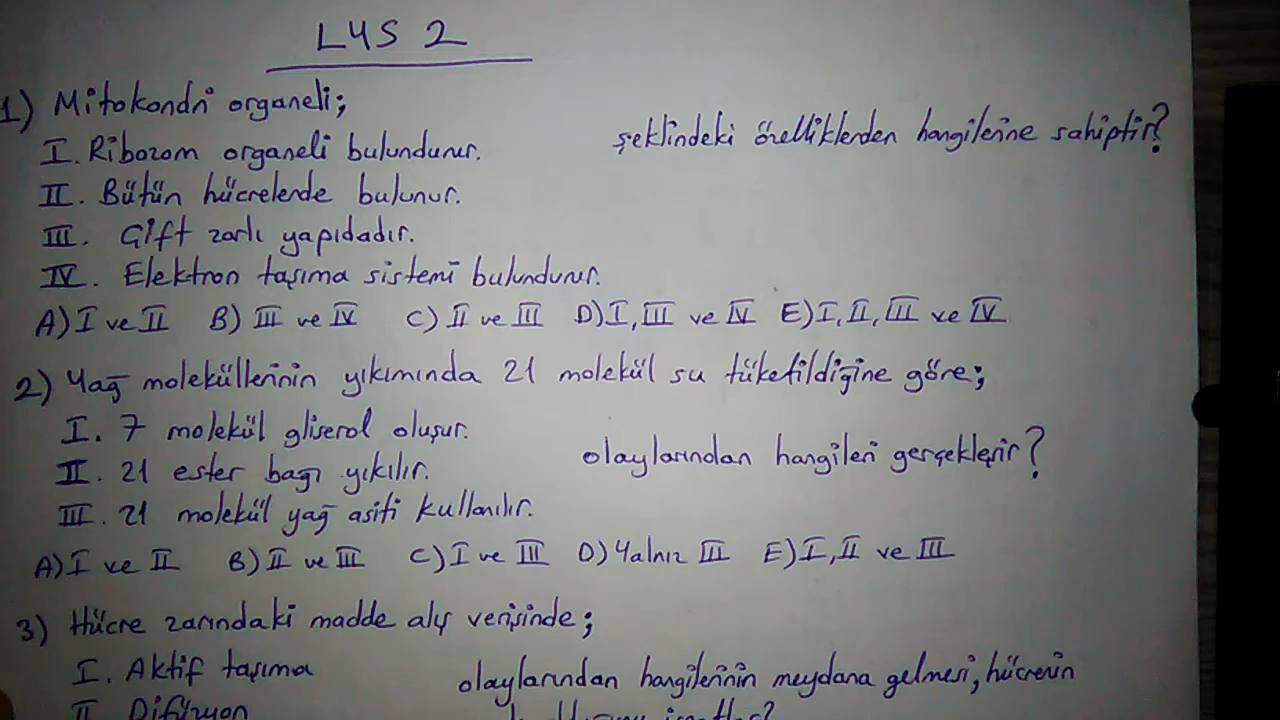 LYS 2
1) Mitokondri organeli;
I. Ribozom organeli bulundurur.
II. Bütün hücrelerde bulunur.
III. Çift zarlı yapıdadır.
IV. Elektron taşıma sistemi bulundurur.
şeklindeki özelliklerden hangilerine sahiptir?
A) I ve II B) III ve IV C) II ve III D) I, III ve IV E) I, II, III ve IV
2) Yağ moleküllerinin yıkımında 21 molekül su tüketildiğine göre;
I. 7 molekül gliserol oluşur.
II. 21 ester bağı yıkılır.
III. 21 molekül yağ asiti kullanılır.
olaylarından hangileri gerçekleşir?
A) I ve II B) II ve III C) I ve III D) Yalnız III E) I, II ve III
3) Hücre zarındaki madde alış verişinde;
I. Aktif taşıma
II. Difüzyon
olaylarından hangilerinin meydana gelmesi, hücrenin